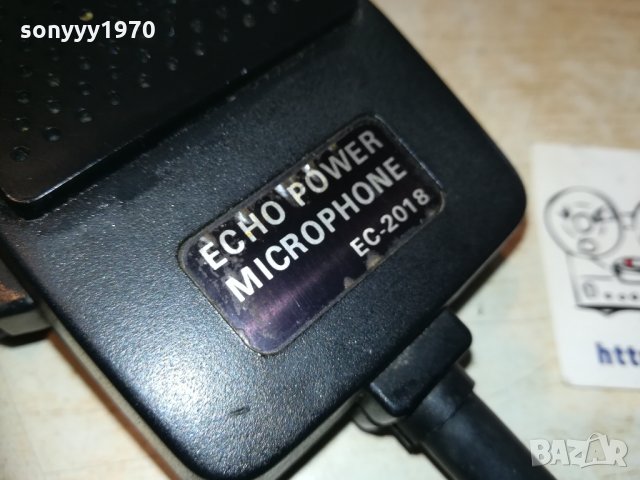 sonyyy1970
ECHO POWER
MICROPHONE
EC-2018
htt
BAZAR